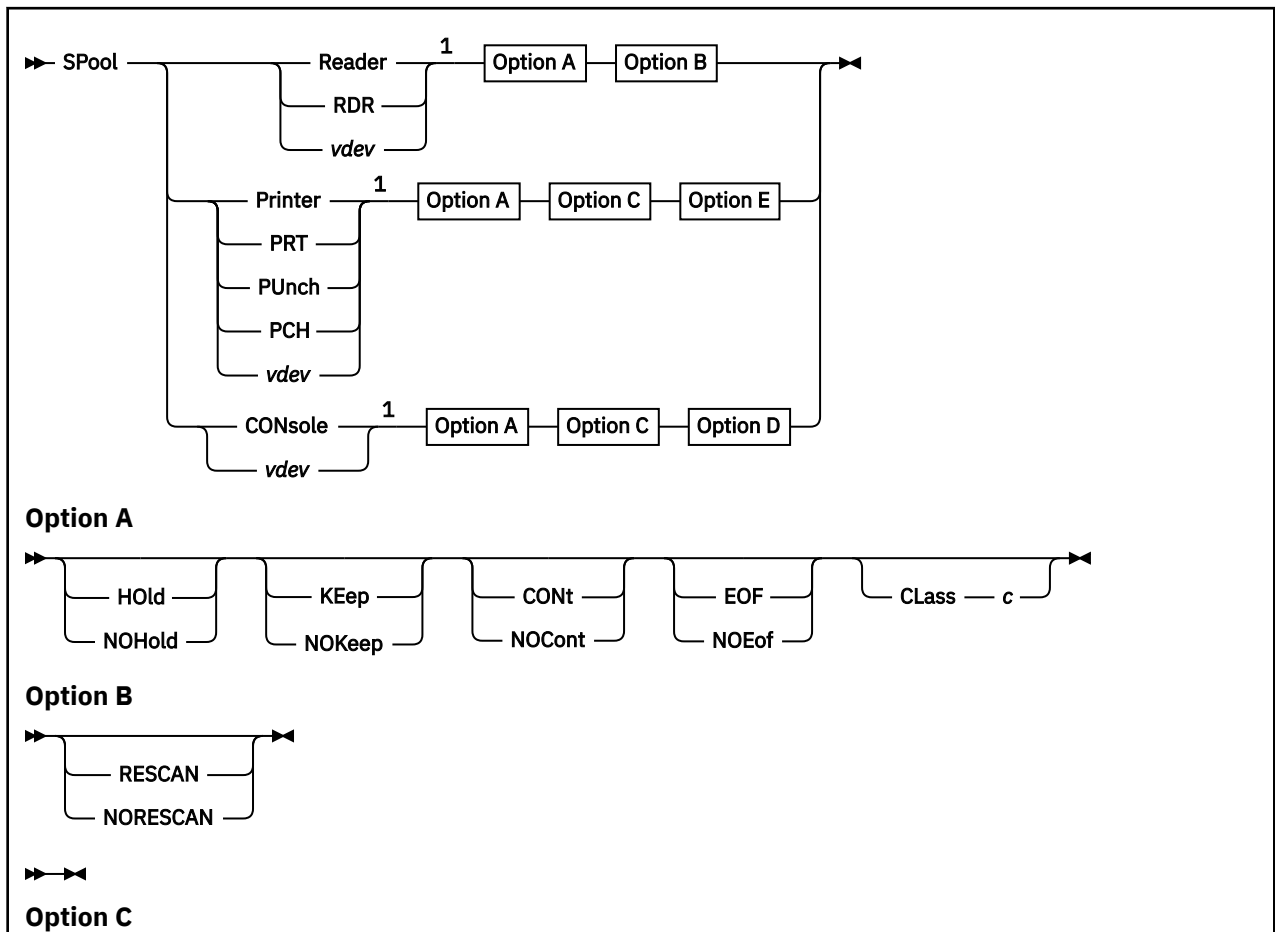 SPool Reader 1 Option A Option B
RDR
vdev
Printer 1 Option A Option C Option E
PRT
PUnch
PCH
vdev
CONsole 1 Option A Option C Option D
vdev
Option A
HOld KEep CONt EOF CLass c
NOHold NOKeep NOCont NOEof
Option B
RESCAN
NORESCAN
Option C